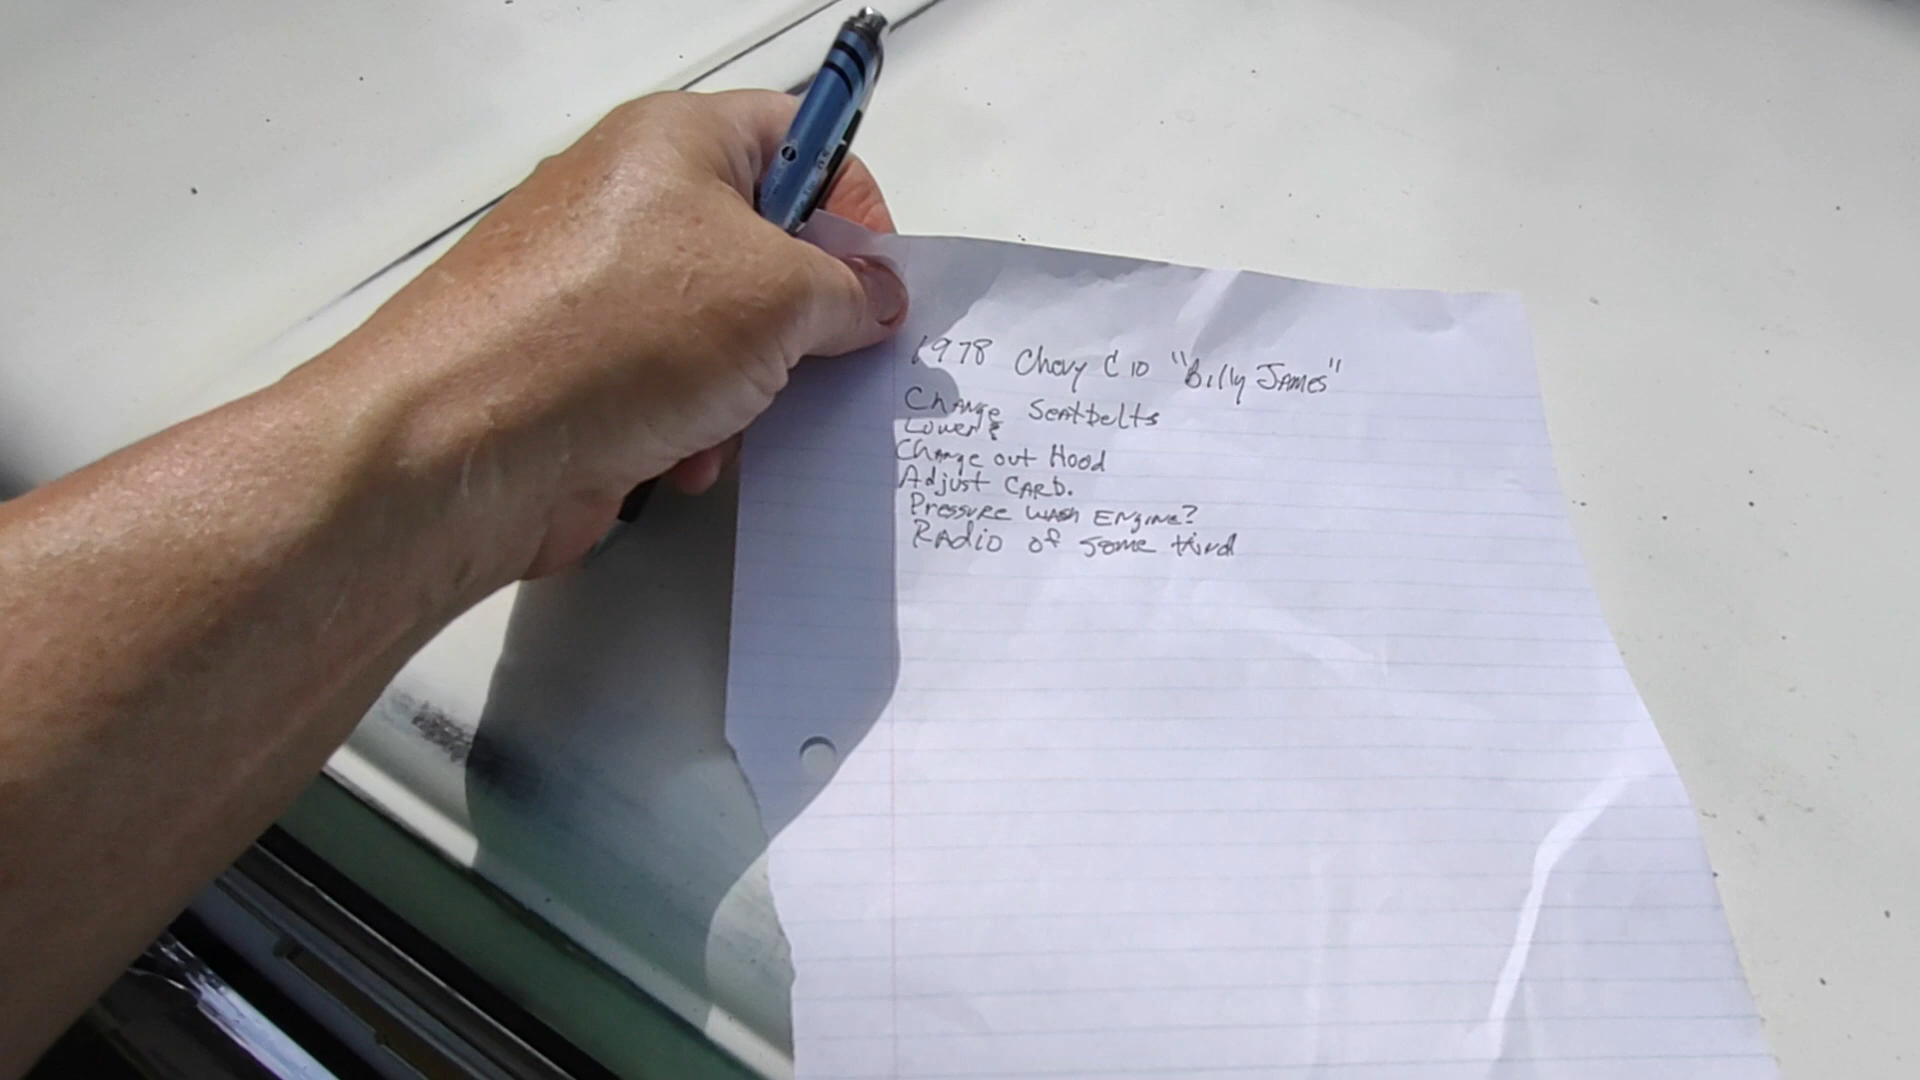 1978 Chevy C10 "Billy James"
Change Seatbelts
Lower &
Change out Hood
Adjust CARb.
Pressure wash Engine?
Radio of some kind